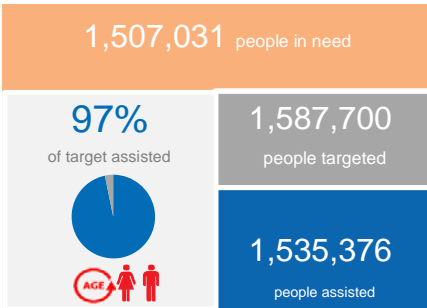 1,507,031 people in need
97%
of target assisted
1,587,700
people targeted
1,535,376
people assisted
AGE